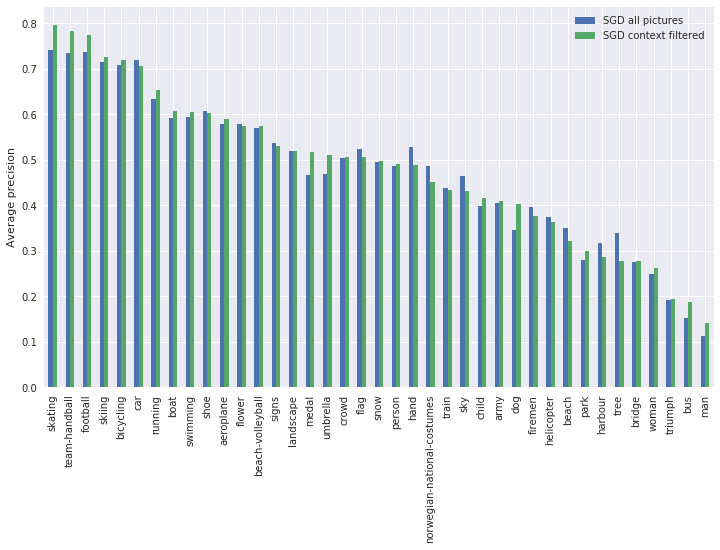 SGD all pictures
SGD context filtered
Average precision
0.8
0.7
0.6
0.5
0.4
0.3
0.2
0.1
0.0
skating
team-handball
football
skiing
bicycling
car
running
boat
swimming
shoe
aeroplane
flower
beach-volleyball
signs
landscape
medal
umbrella
crowd
flag
snow
person
hand
norwegian-national-costumes
train
sky
child
army
dog
firemen
helicopter
beach
park
harbour
tree
bridge
woman
triumph
bus
man